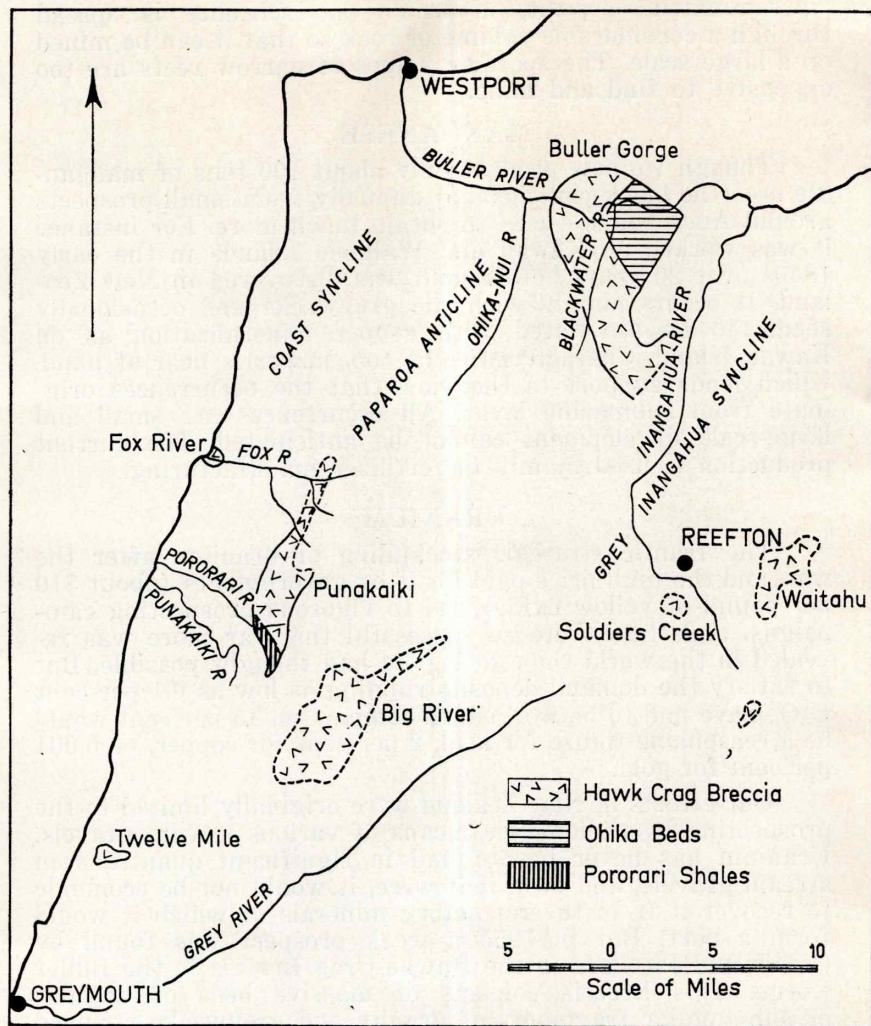 WESTPORT
Buller Gorge
BULLER RIVER
COAST SYNCLINE
PAPAROA ANTICLINE
OHIKA-NUI R.
BLACKWATER R.
INANGAHUA RIVER
INANGAHUA SYNCLINE
GREY
Fox River
FOX R
PORORARI R
PUNAKAIKI R
Punakaiki
REEFTON
Waitahu
Soldiers Creek
Big River
Hawk Crag Breccia
Ohika Beds
Pororari Shales
Twelve Mile
GREY RIVER
GREYMOUTH
5 0 5 10
Scale of Miles